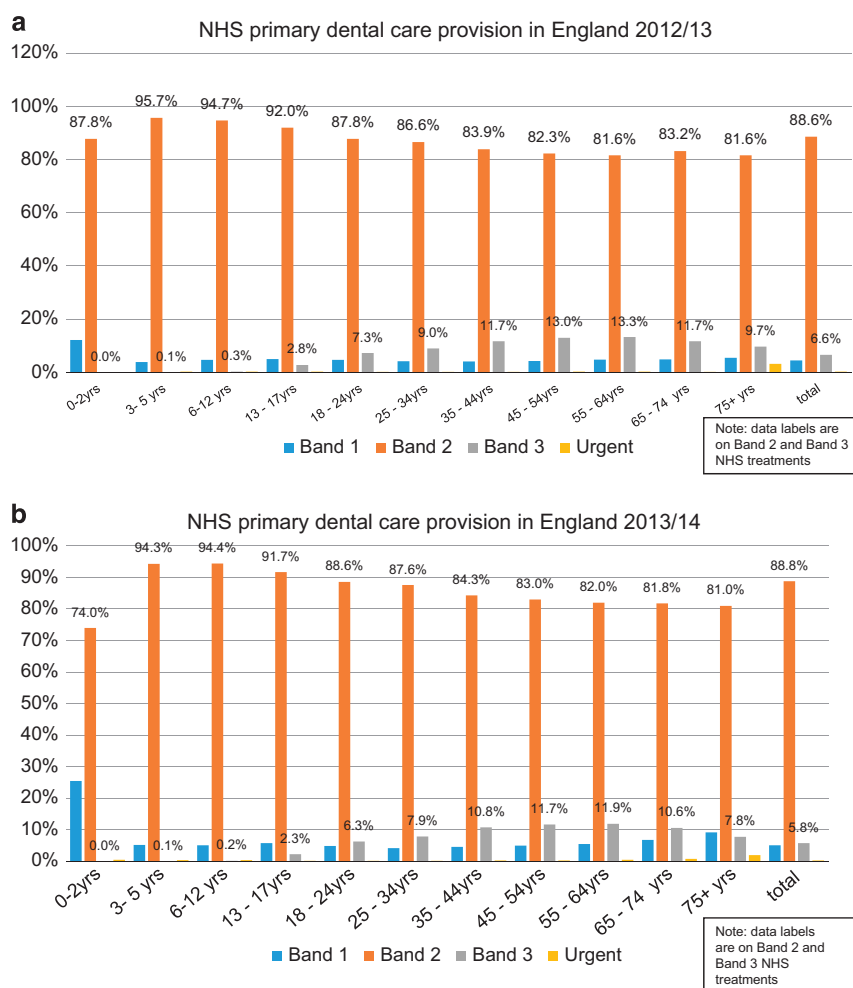 a
NHS primary dental care provision in England 2012/13
120%
100%
80%
60%
40%
20%
0%
87.8%
95.7%
94.7%
92.0%
87.8%
86.6%
83.9%
82.3%
81.6%
83.2%
81.6%
88.6%
0.0%
0.1%
0.3%
2.8%
7.3%
9.0%
11.7%
13.0%
13.3%
11.7%
9.7%
6.6%
0-2yrs
3-5 yrs
6-12 yrs
13 - 17yrs
18 - 24yrs
25 - 34yrs
35 - 44yrs
45 - 54yrs
55 - 64yrs
65 - 74 yrs
75+ yrs
total
Band 1 Band 2 Band 3 Urgent
Note: data labels are
on Band 2 and Band 3
NHS treatments
b
NHS primary dental care provision in England 2013/14
100%
90%
80%
70%
60%
50%
40%
30%
20%
10%
0%
74.0%
94.3%
94.4%
91.7%
88.6%
87.6%
84.3%
83.0%
82.0%
81.8%
81.0%
88.8%
0.0%
0.1%
0.2%
2.3%
6.3%
7.9%
10.8%
11.7%
11.9%
10.6%
7.8%
5.8%
0-2yrs
3- 5 yrs
6-12 yrs
13 - 17yrs
18 - 24yrs
25 - 34yrs
35 - 44yrs
45 - 54yrs
55 - 64yrs
65 - 74 yrs
75+ yrs
total
Band 1 Band 2 Band 3 Urgent
Note: data labels
are on Band 2 and
Band 3 NHS
treatments